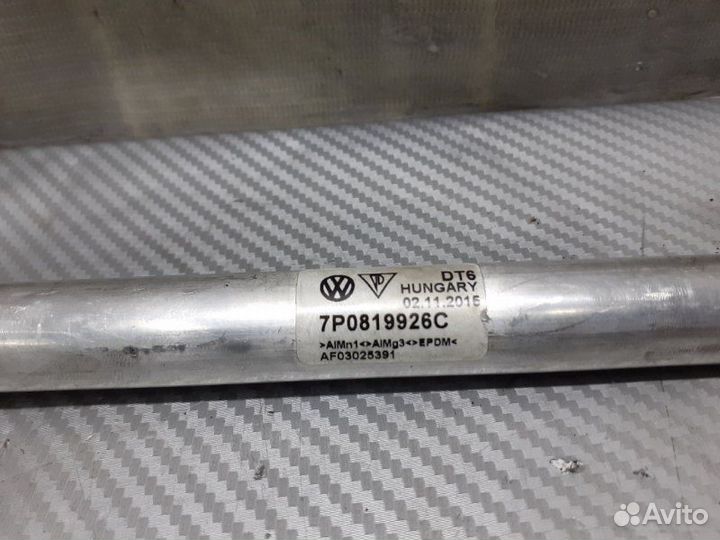 DT6
HUNGARY
02.11.2015
7P0819926C
>AlMn1<>AlMg3<>EPDM<
AF03025391
Avito